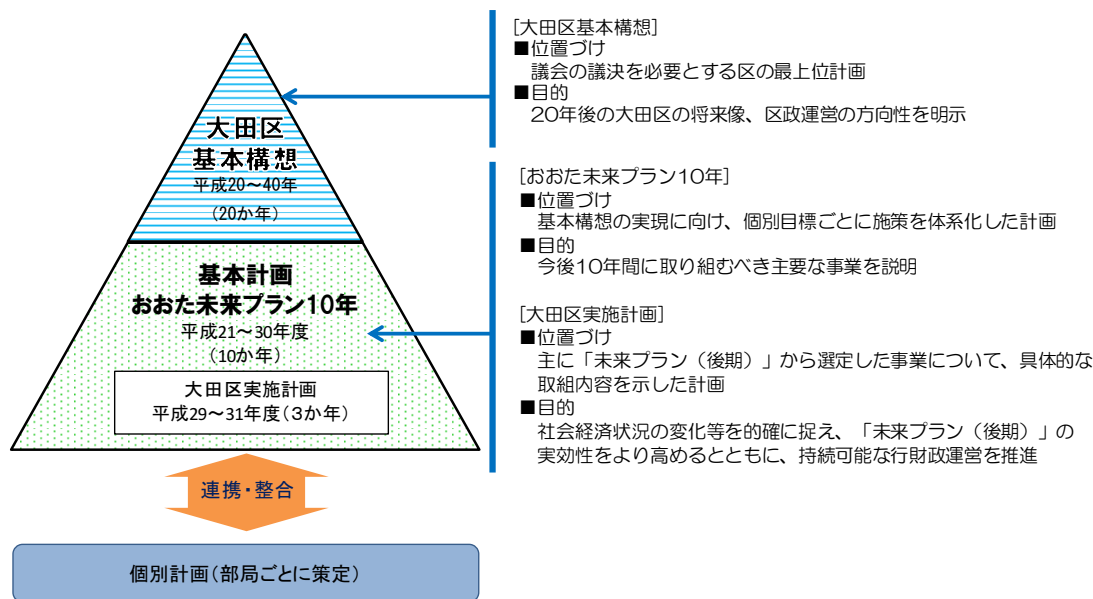 大田区
基本構想
平成20～40年
（20か年）
基本計画
おおた未来プラン10年
平成21～30年度
（10か年）
大田区実施計画
平成29～31年度（３か年）
連携・整合
個別計画（部局ごとに策定）
[大田区基本構想]
■位置づけ
議会の議決を必要とする区の最上位計画
■目的
20年後の大田区の将来像、区政運営の方向性を明示
[おおた未来プラン10年]
■位置づけ
基本構想の実現に向け、個別目標ごとに施策を体系化した計画
■目的
今後10年間に取り組むべき主要な事業を説明
[大田区実施計画]
■位置づけ
主に「未来プラン（後期）」から選定した事業について、具体的な
取組内容を示した計画
■目的
社会経済状況の変化等を的確に捉え、「未来プラン（後期）」の
実効性をより高めるとともに、持続可能な行財政運営を推進